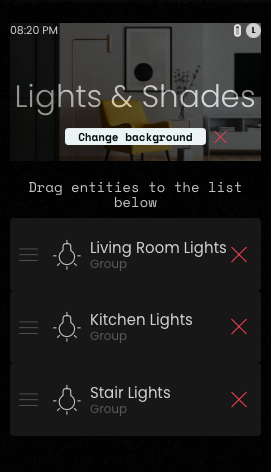 08:20 PM
L
Lights & Shades
Change background
Drag entities to the list
below
Living Room Lights
Group
Kitchen Lights
Group
Stair Lights
Group